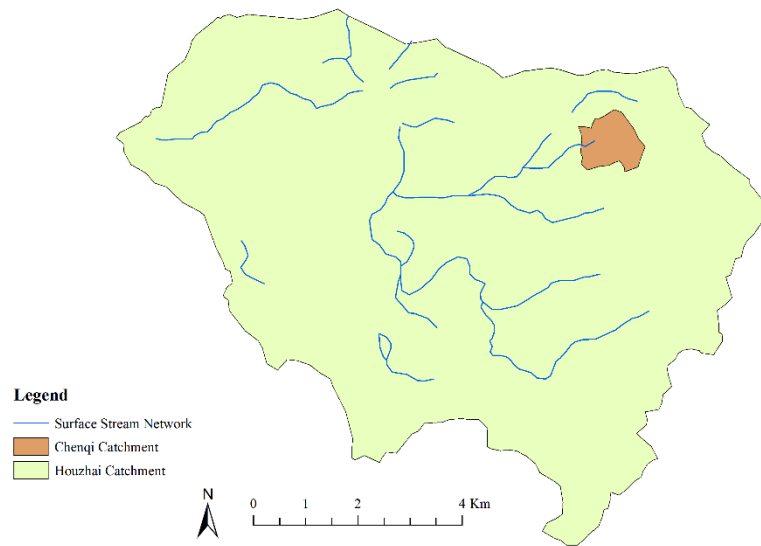 Legend
Surface Stream Network
Chenqi Catchment
Houzhai Catchment
N
0 1 2 4 Km